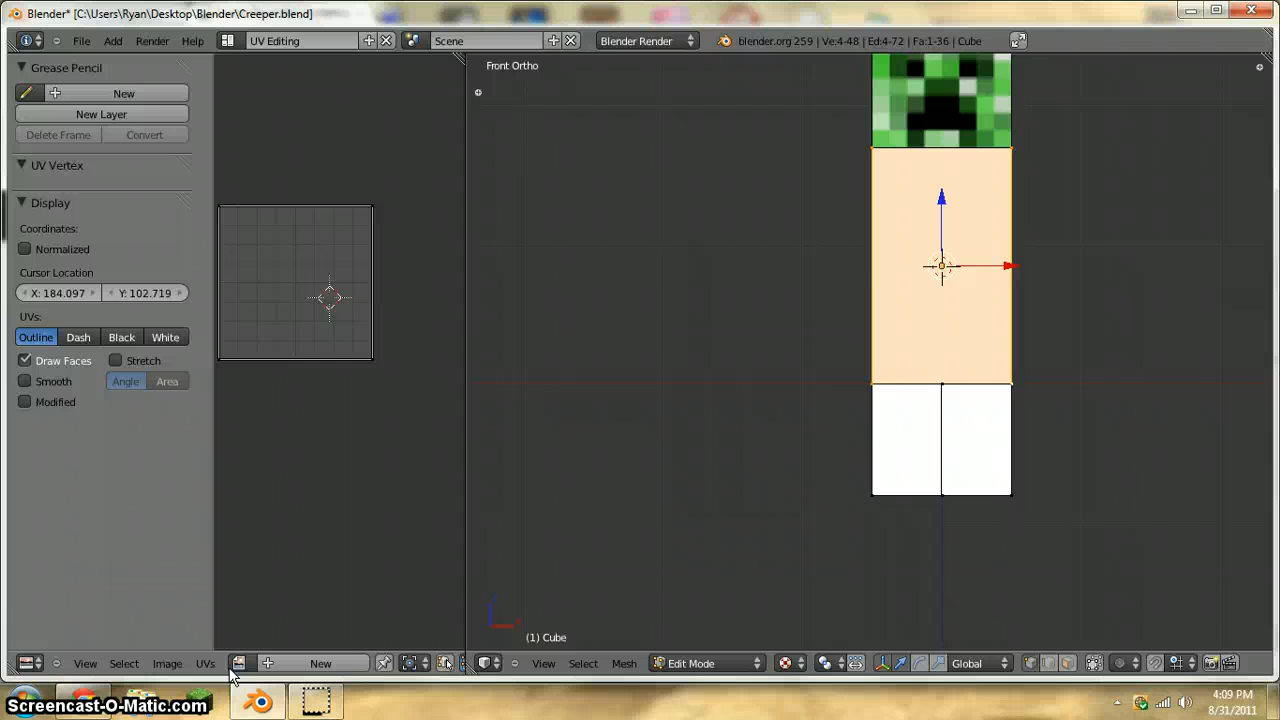 Blender* [C:\Users\Ryan\Desktop\Blender\Creeper.blend]
File Add Render Help UV Editing Scene Blender Render blender.org 259 | Ve:4-48 | Ed:4-72 | Fa:1-36 | Cube
Grease Pencil
New
New Layer
Delete Frame Convert
UV Vertex
Display
Coordinates:
Normalized
Cursor Location
X: 184.097 Y: 102.719
UVs:
Outline Dash Black White
Draw Faces Stretch
Smooth Angle Area
Modified
Front Ortho
(1) Cube
View Select Image UVs New View Select Mesh Edit Mode Global
Screencast-O-Matic.com
4:09 PM
8/31/2011